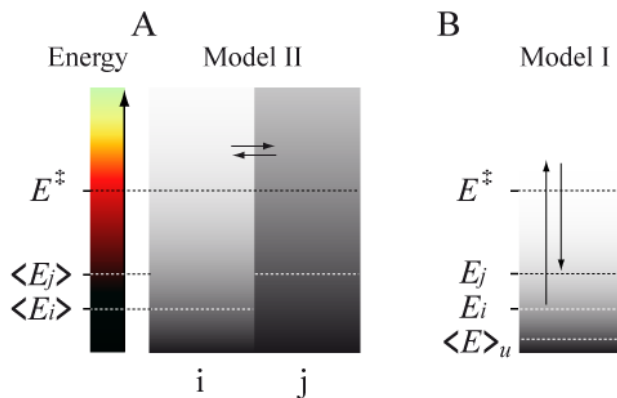 A
Energy
Model II
E‡
<Ej>
<Ei>
i
j
B
Model I
E‡
Ej
Ei
<E>u